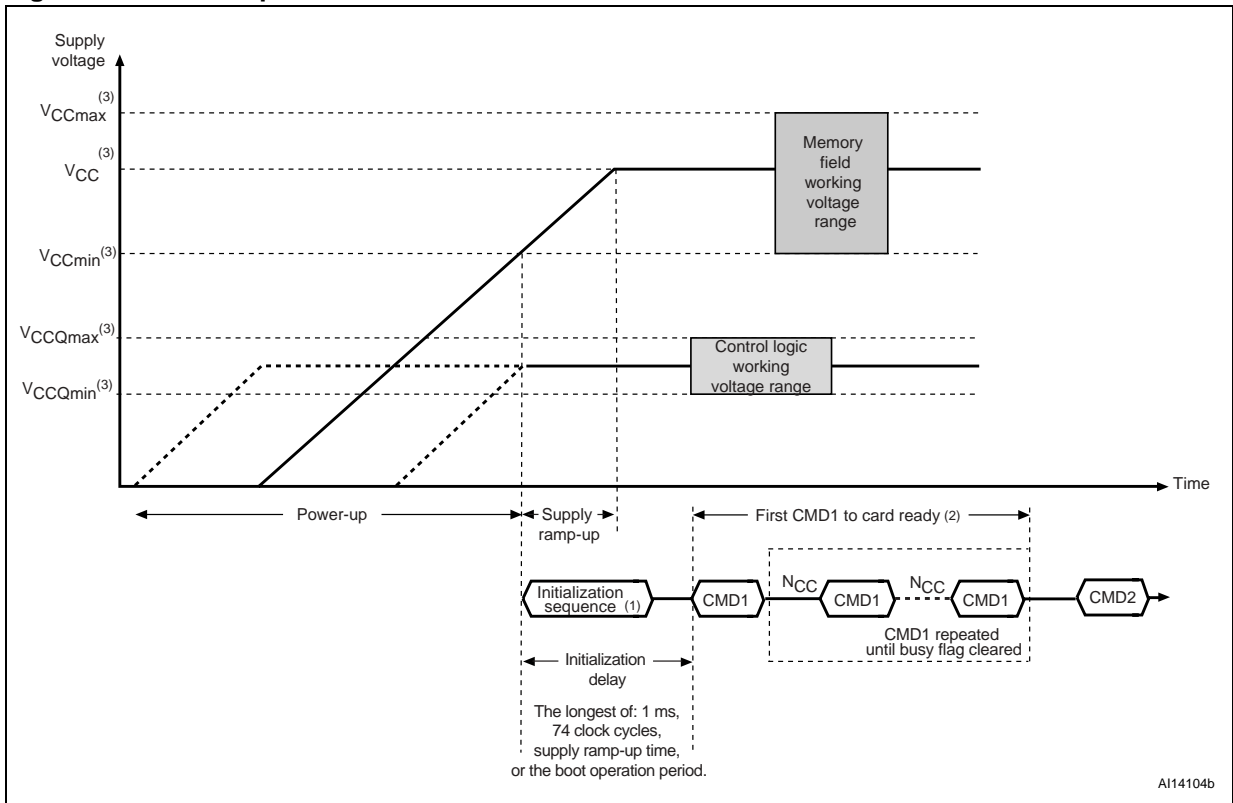 Supply
voltage
VCCmax(3)
VCC(3)
VCCmin(3)
VCCQmax(3)
VCCQmin(3)
Memory
field
working
voltage
range
Control logic
working
voltage range
Time
Power-up
Supply
ramp-up
First CMD1 to card ready (2)
Initialization
sequence (1)
CMD1
NCC
CMD1
NCC
CMD1
CMD2
CMD1 repeated
until busy flag cleared
Initialization
delay
The longest of: 1 ms,
74 clock cycles,
supply ramp-up time,
or the boot operation period.
AI14104b